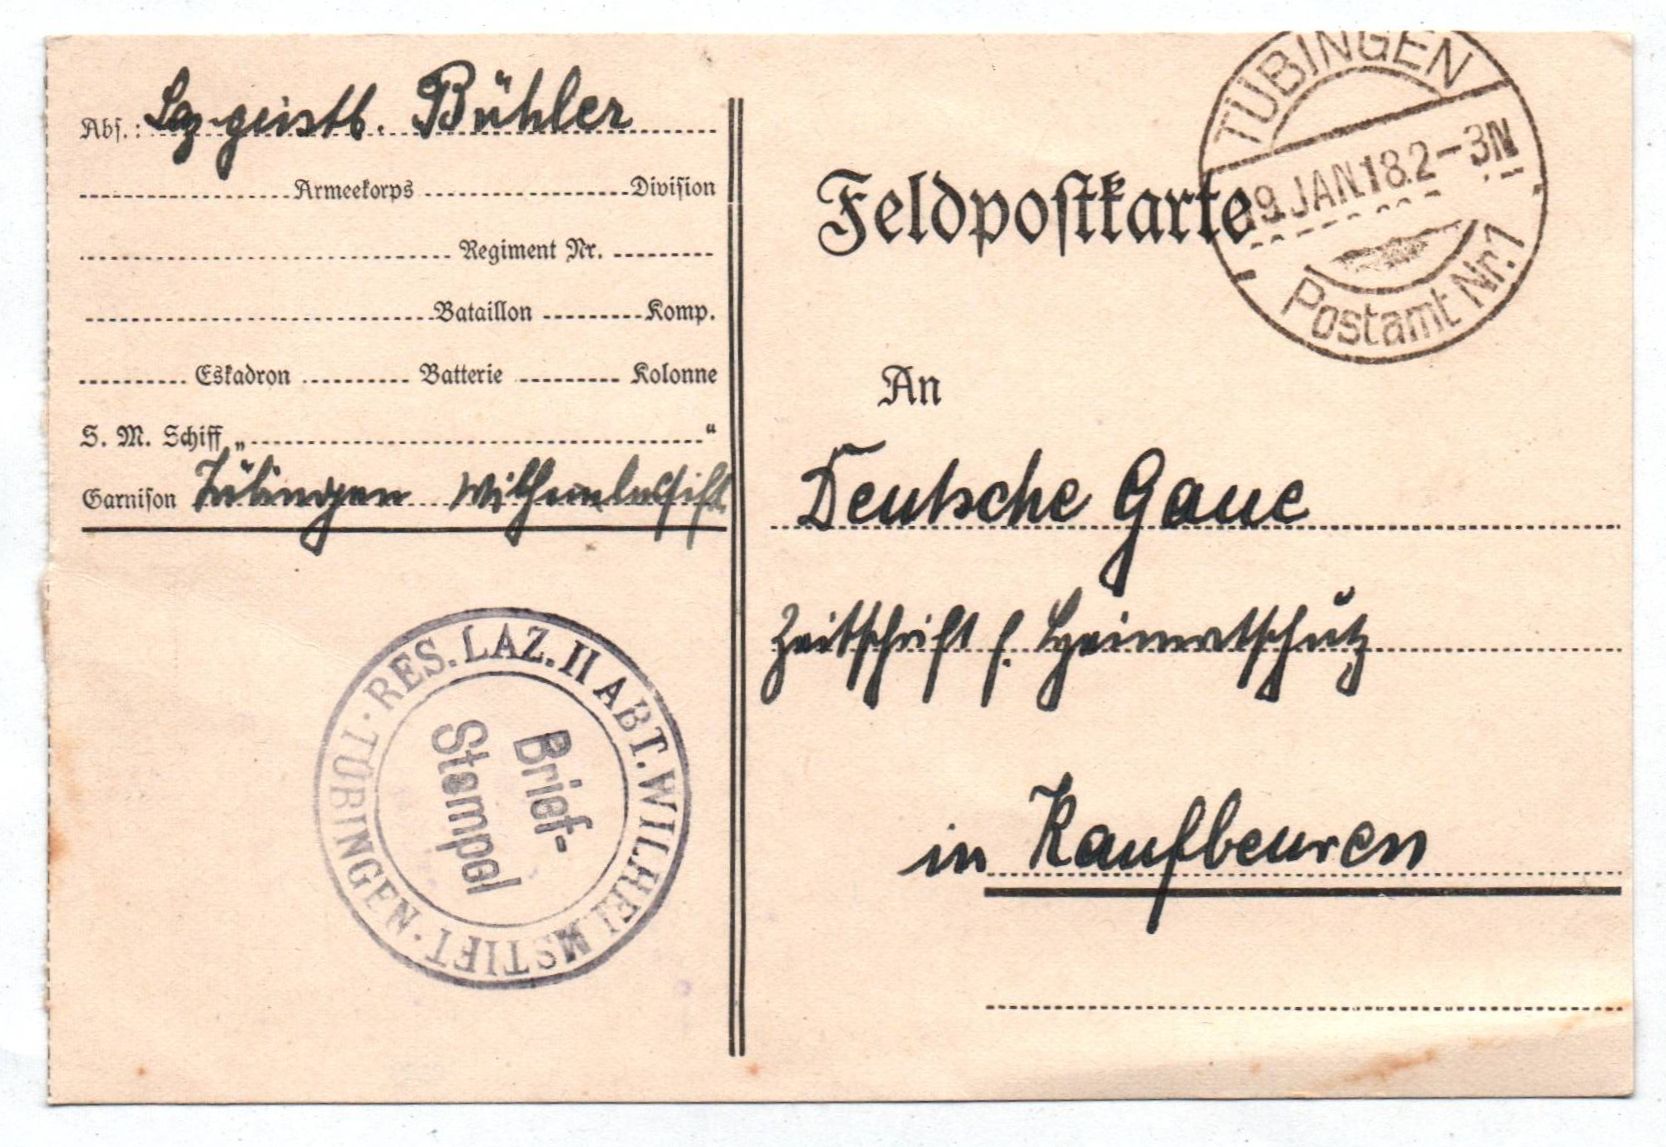 Abs.: Laz. geistl. Bühler
Armeekorps Division
Regiment Nr.
Bataillon Komp.
Eskadron Batterie Kolonne
S. M. Schiff „ “
Garnison Tübingen Wilhelmsstift
RES. LAZ. II ABT. WILHELMSTIFT · TÜBINGEN ·
Brief-
Stempel
TÜBINGEN
19. JAN. 18. 2-3N
Postamt Nr. 1
Feldpostkarte
An
Deutsche Gaue
Zeitschrift f. Heimatschutz
in Kaufbeuren